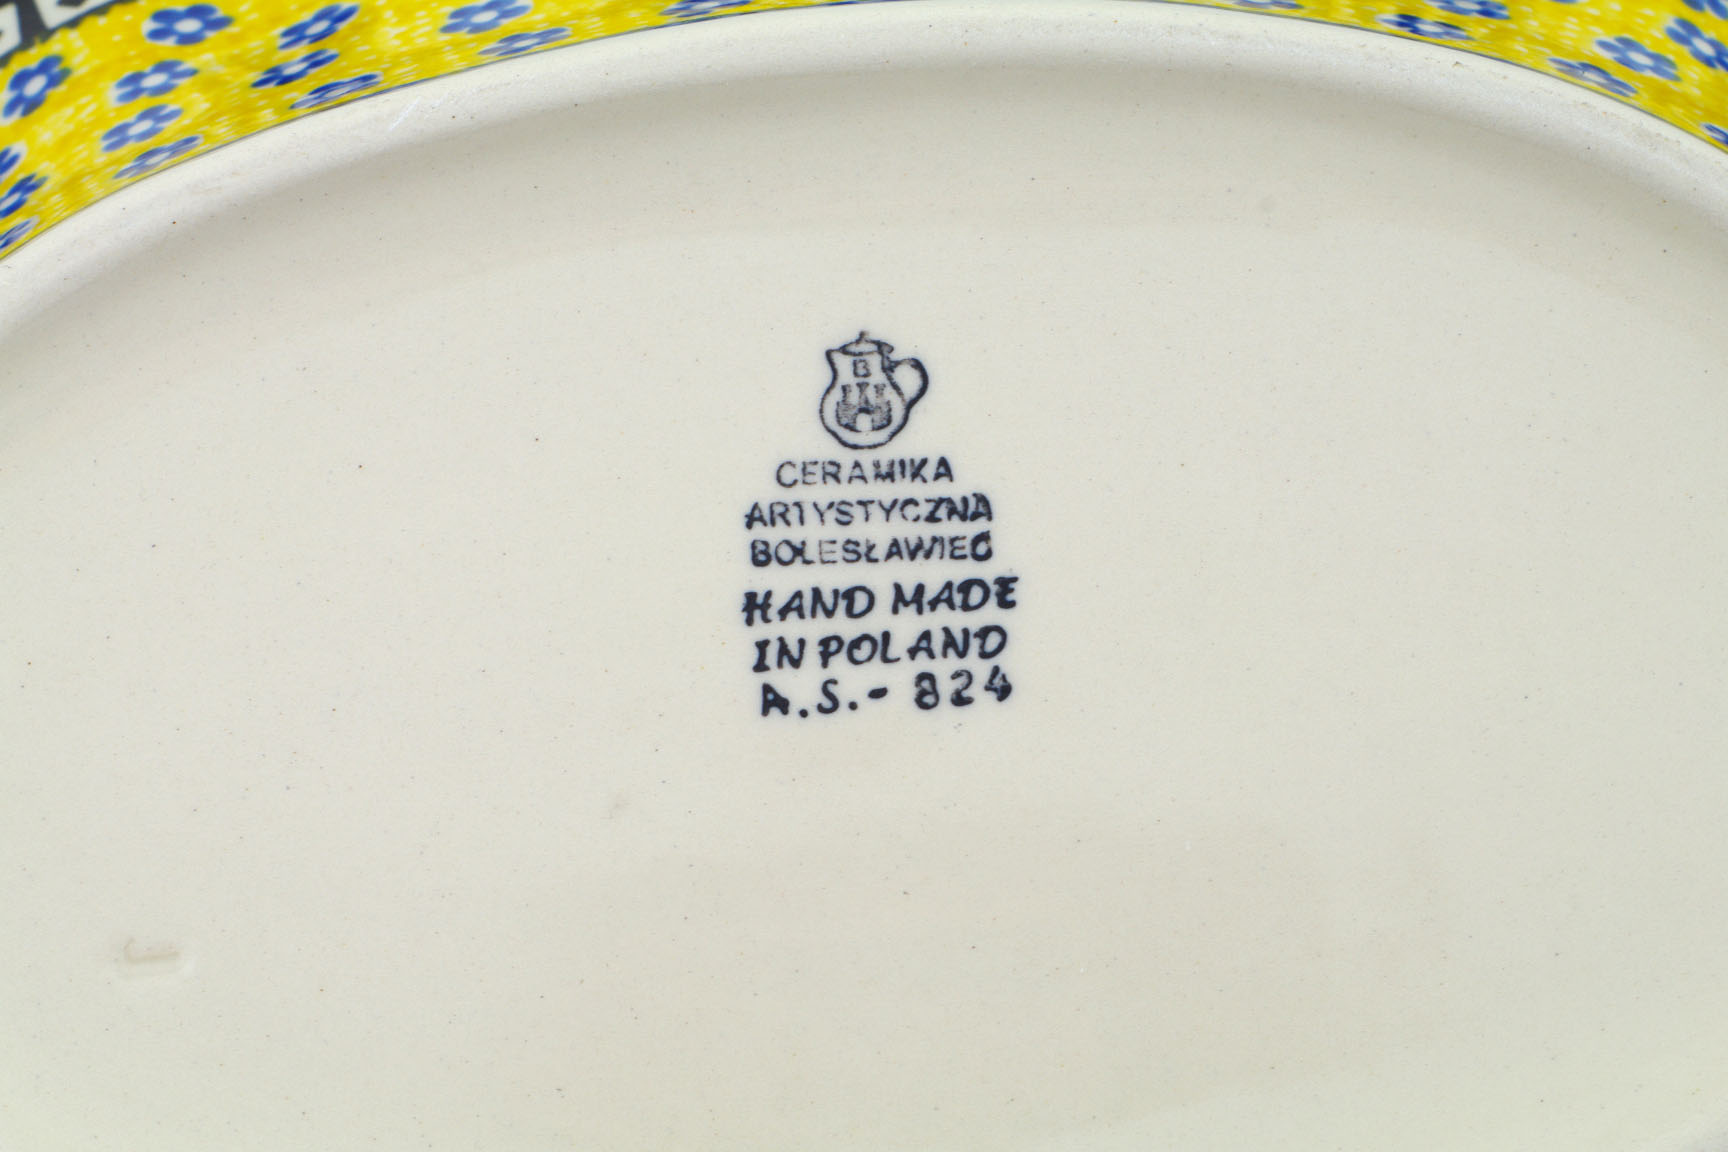 B
CERAMIKA
ARTYSTYCZNA
BOLESŁAWIEC
HAND MADE
IN POLAND
A.S.- 824